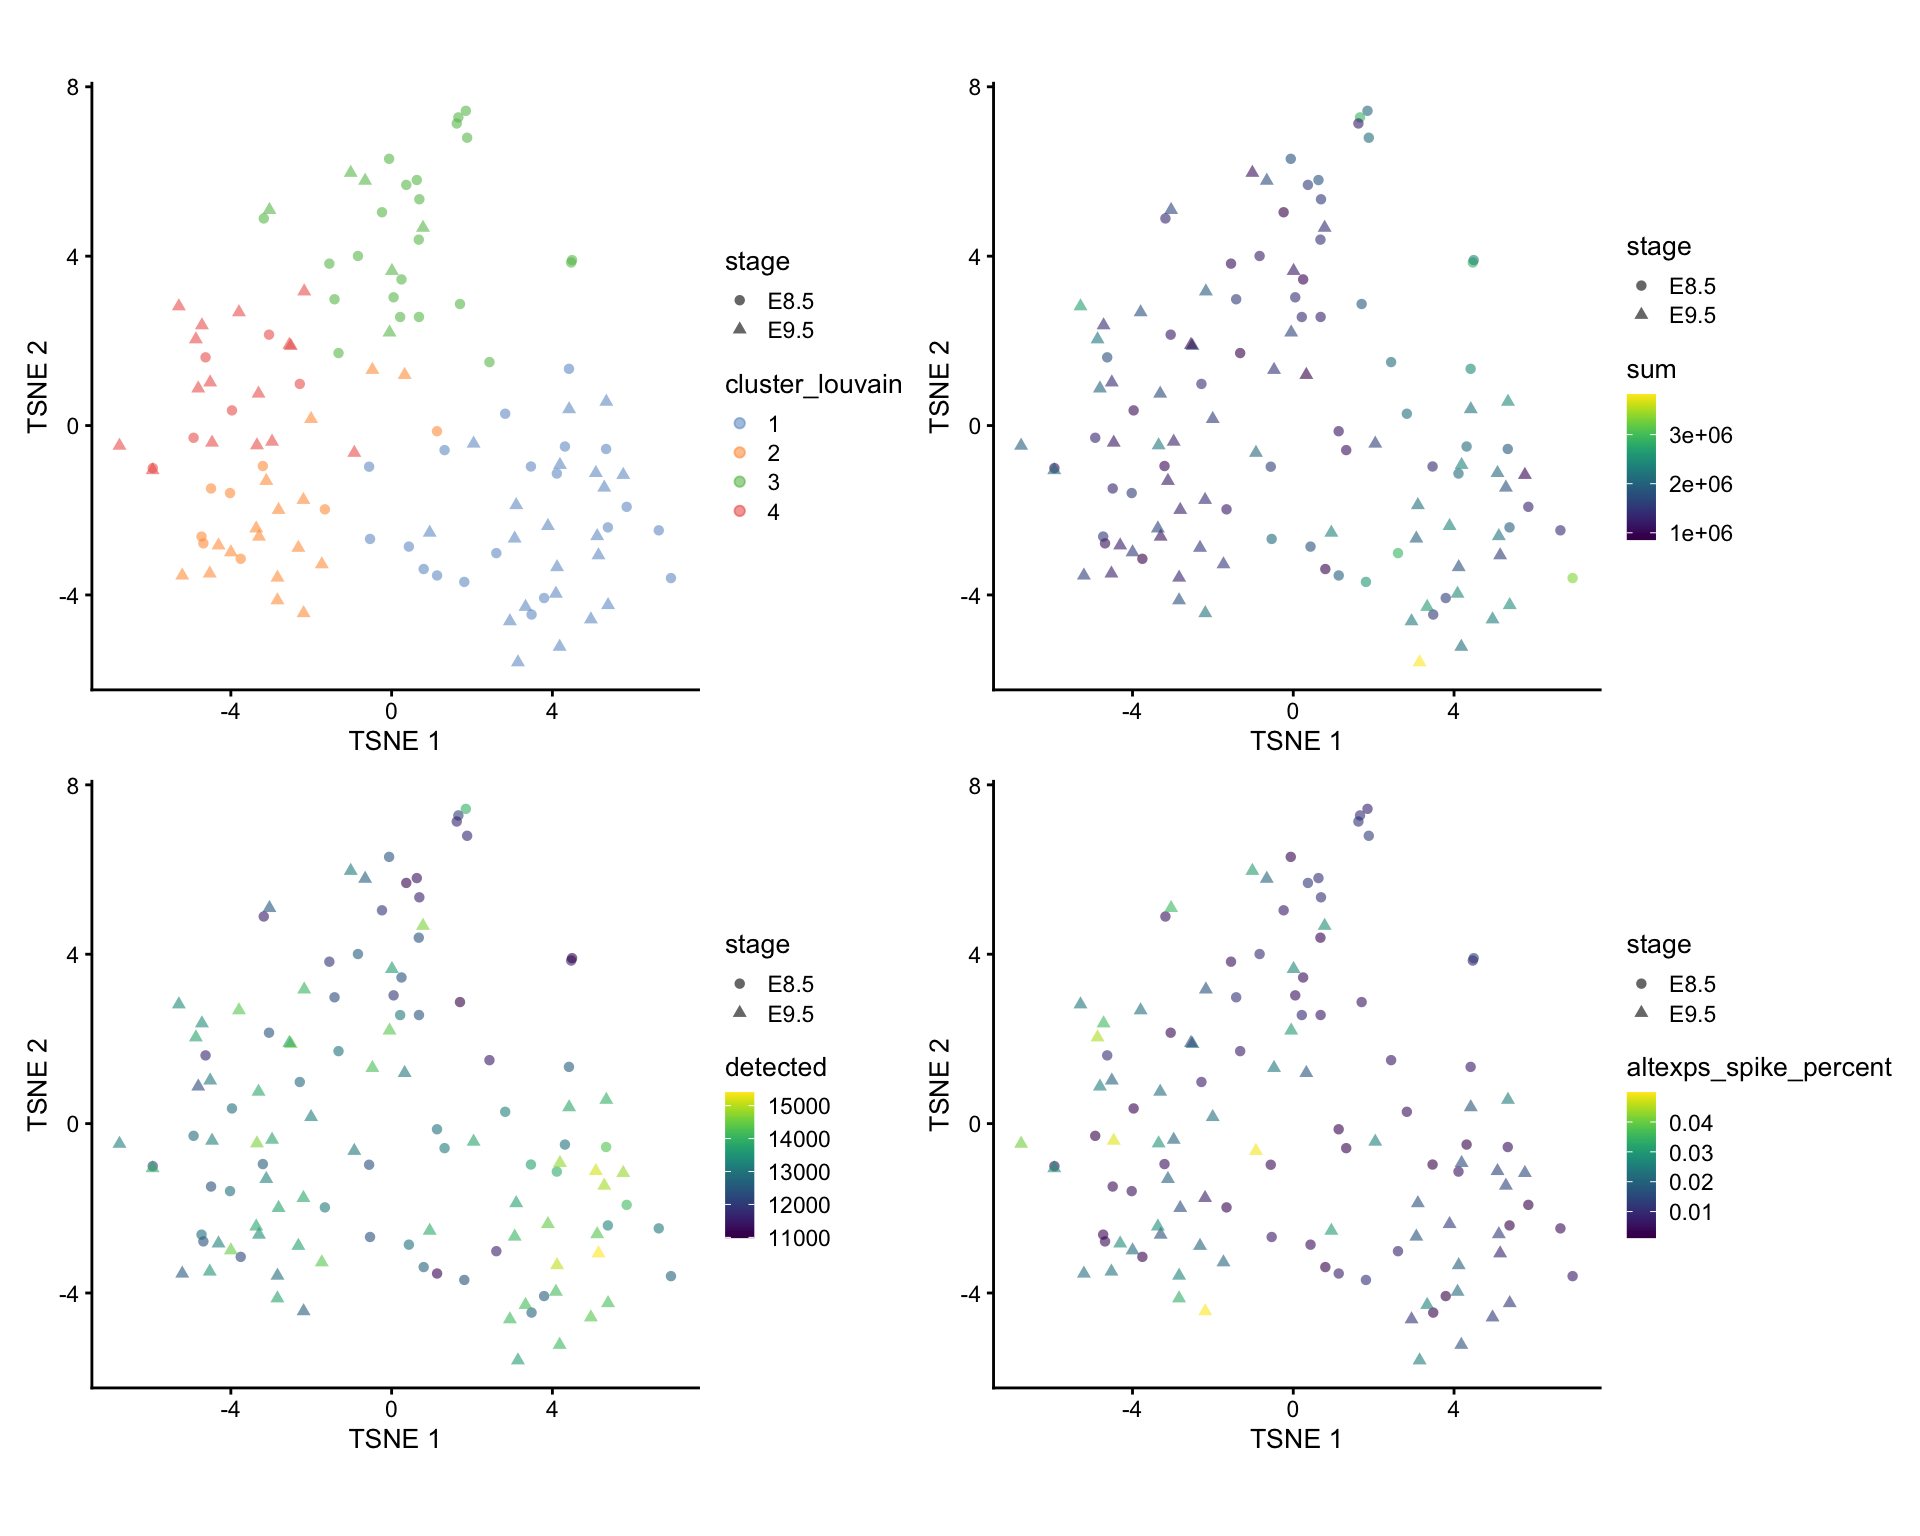 8
4
0
-4
TSNE 2
-4 0 4
TSNE 1
stage
E8.5
E9.5
cluster_louvain
1
2
3
4
8
4
0
-4
TSNE 2
-4 0 4
TSNE 1
stage
E8.5
E9.5
sum
3e+06
2e+06
1e+06
8
4
0
-4
TSNE 2
-4 0 4
TSNE 1
stage
E8.5
E9.5
detected
15000
14000
13000
12000
11000
8
4
0
-4
TSNE 2
-4 0 4
TSNE 1
stage
E8.5
E9.5
altexps_spike_percent
0.04
0.03
0.02
0.01